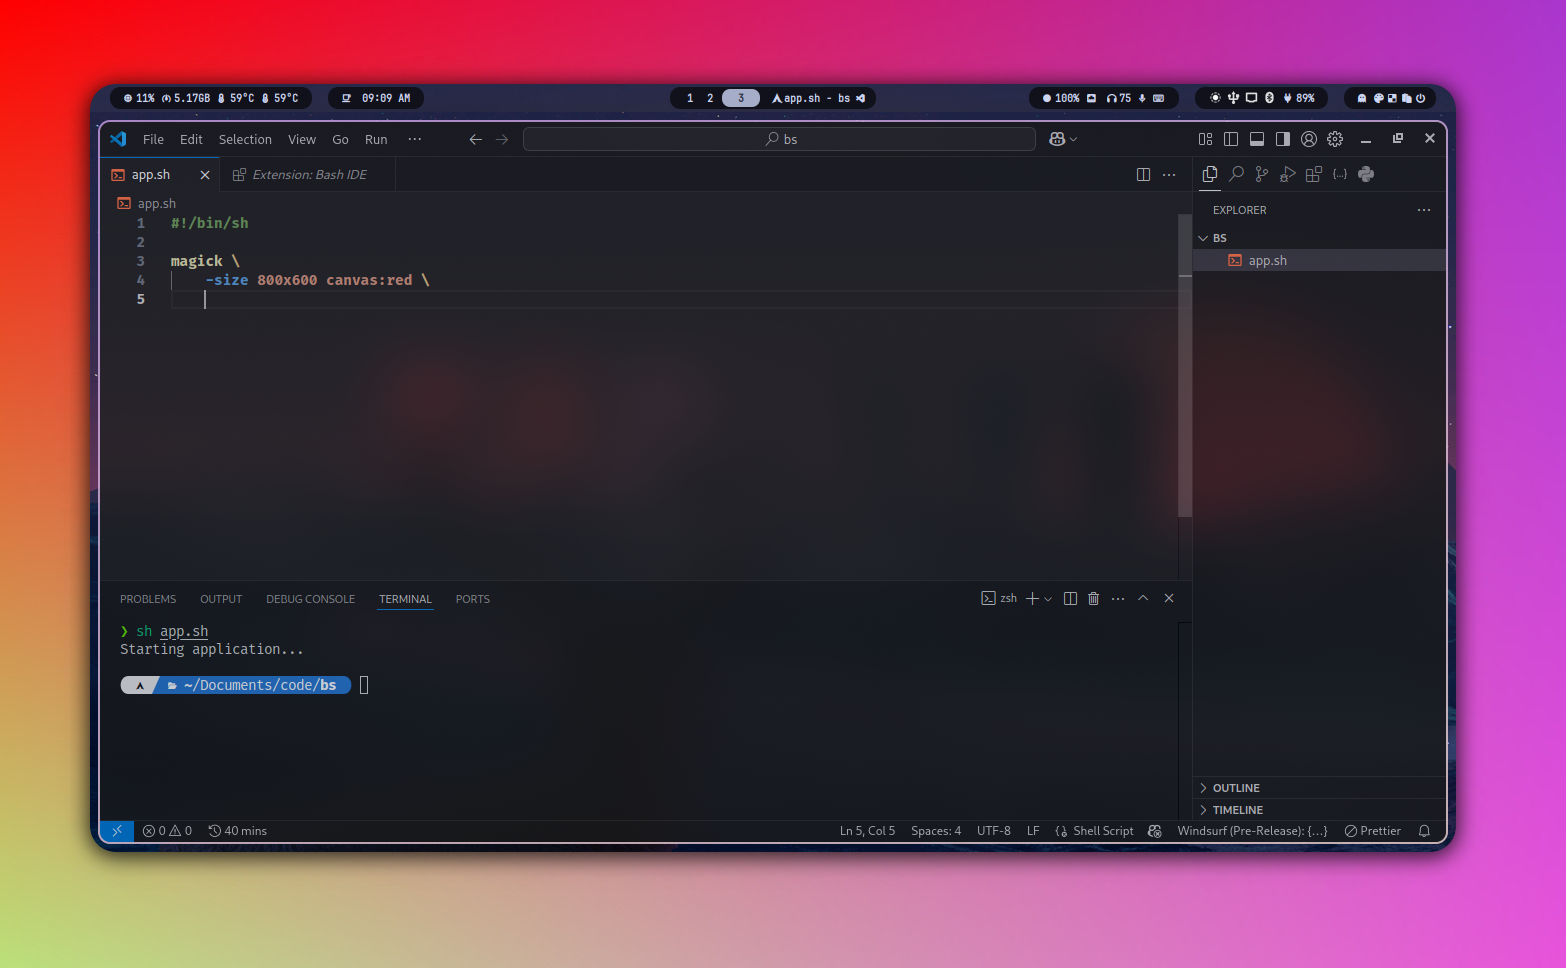 11% 5.17GB 59°C 59°C
09:09 AM
1 2 3 app.sh - bs
100% 75
89%
File Edit Selection View Go Run ···
bs
app.sh
Extension: Bash IDE
app.sh
1 #!/bin/sh
2
3 magick \
4 -size 800x600 canvas:red \
5
EXPLORER
BS
app.sh
OUTLINE
TIMELINE
PROBLEMS OUTPUT DEBUG CONSOLE TERMINAL PORTS
zsh
❯ sh app.sh
Starting application...
~/Documents/code/bs
0 0 40 mins
Ln 5, Col 5 Spaces: 4 UTF-8 LF Shell Script Windsurf (Pre-Release): {...} Prettier